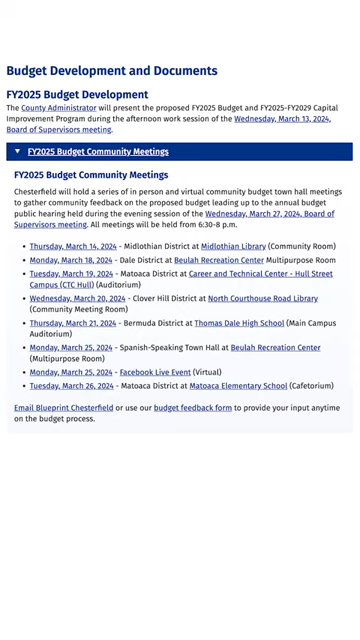 Budget Development and Documents
FY2025 Budget Development
The County Administrator will present the proposed FY2025 Budget and FY2025-FY2029 Capital
Improvement Program during the afternoon work session of the Wednesday, March 13, 2024,
Board of Supervisors meeting.
▼ FY2025 Budget Community Meetings
FY2025 Budget Community Meetings
Chesterfield will hold a series of in person and virtual community budget town hall meetings
to gather community feedback on the proposed budget leading up to the annual budget
public hearing held during the evening session of the Wednesday, March 27, 2024, Board of
Supervisors meeting. All meetings will be held from 6:30-8 p.m.
• Thursday, March 14, 2024 - Midlothian District at Midlothian Library (Community Room)
• Monday, March 18, 2024 - Dale District at Beulah Recreation Center Multipurpose Room
• Tuesday, March 19, 2024 - Matoaca District at Career and Technical Center - Hull Street
Campus (CTC Hull) (Auditorium)
• Wednesday, March 20, 2024 - Clover Hill District at North Courthouse Road Library
(Community Meeting Room)
• Thursday, March 21, 2024 - Bermuda District at Thomas Dale High School (Main Campus
Auditorium)
• Monday, March 25, 2024 - Spanish-Speaking Town Hall at Beulah Recreation Center
(Multipurpose Room)
• Monday, March 25, 2024 - Facebook Live Event (Virtual)
• Tuesday, March 26, 2024 - Matoaca District at Matoaca Elementary School (Cafetorium)
Email Blueprint Chesterfield or use our budget feedback form to provide your input anytime
on the budget process.